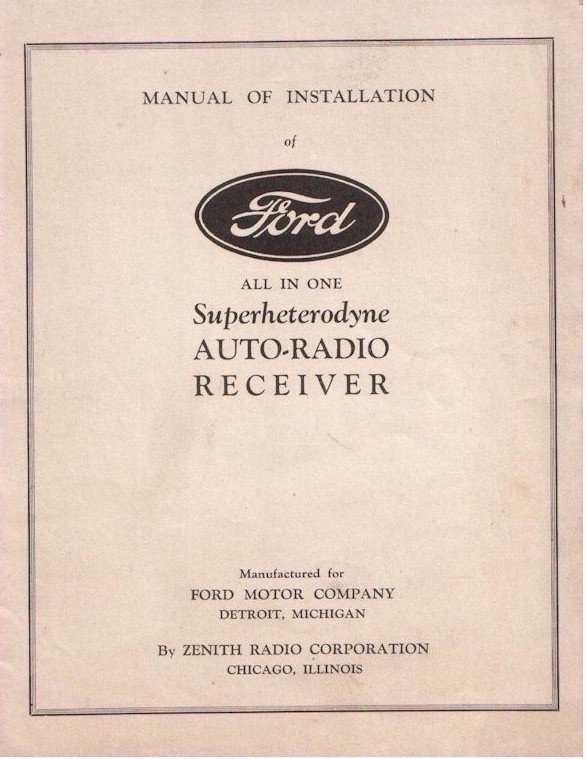 MANUAL OF INSTALLATION
of
Ford
ALL IN ONE
Superheterodyne
AUTO-RADIO
RECEIVER
Manufactured for
FORD MOTOR COMPANY
DETROIT, MICHIGAN
By ZENITH RADIO CORPORATION
CHICAGO, ILLINOIS